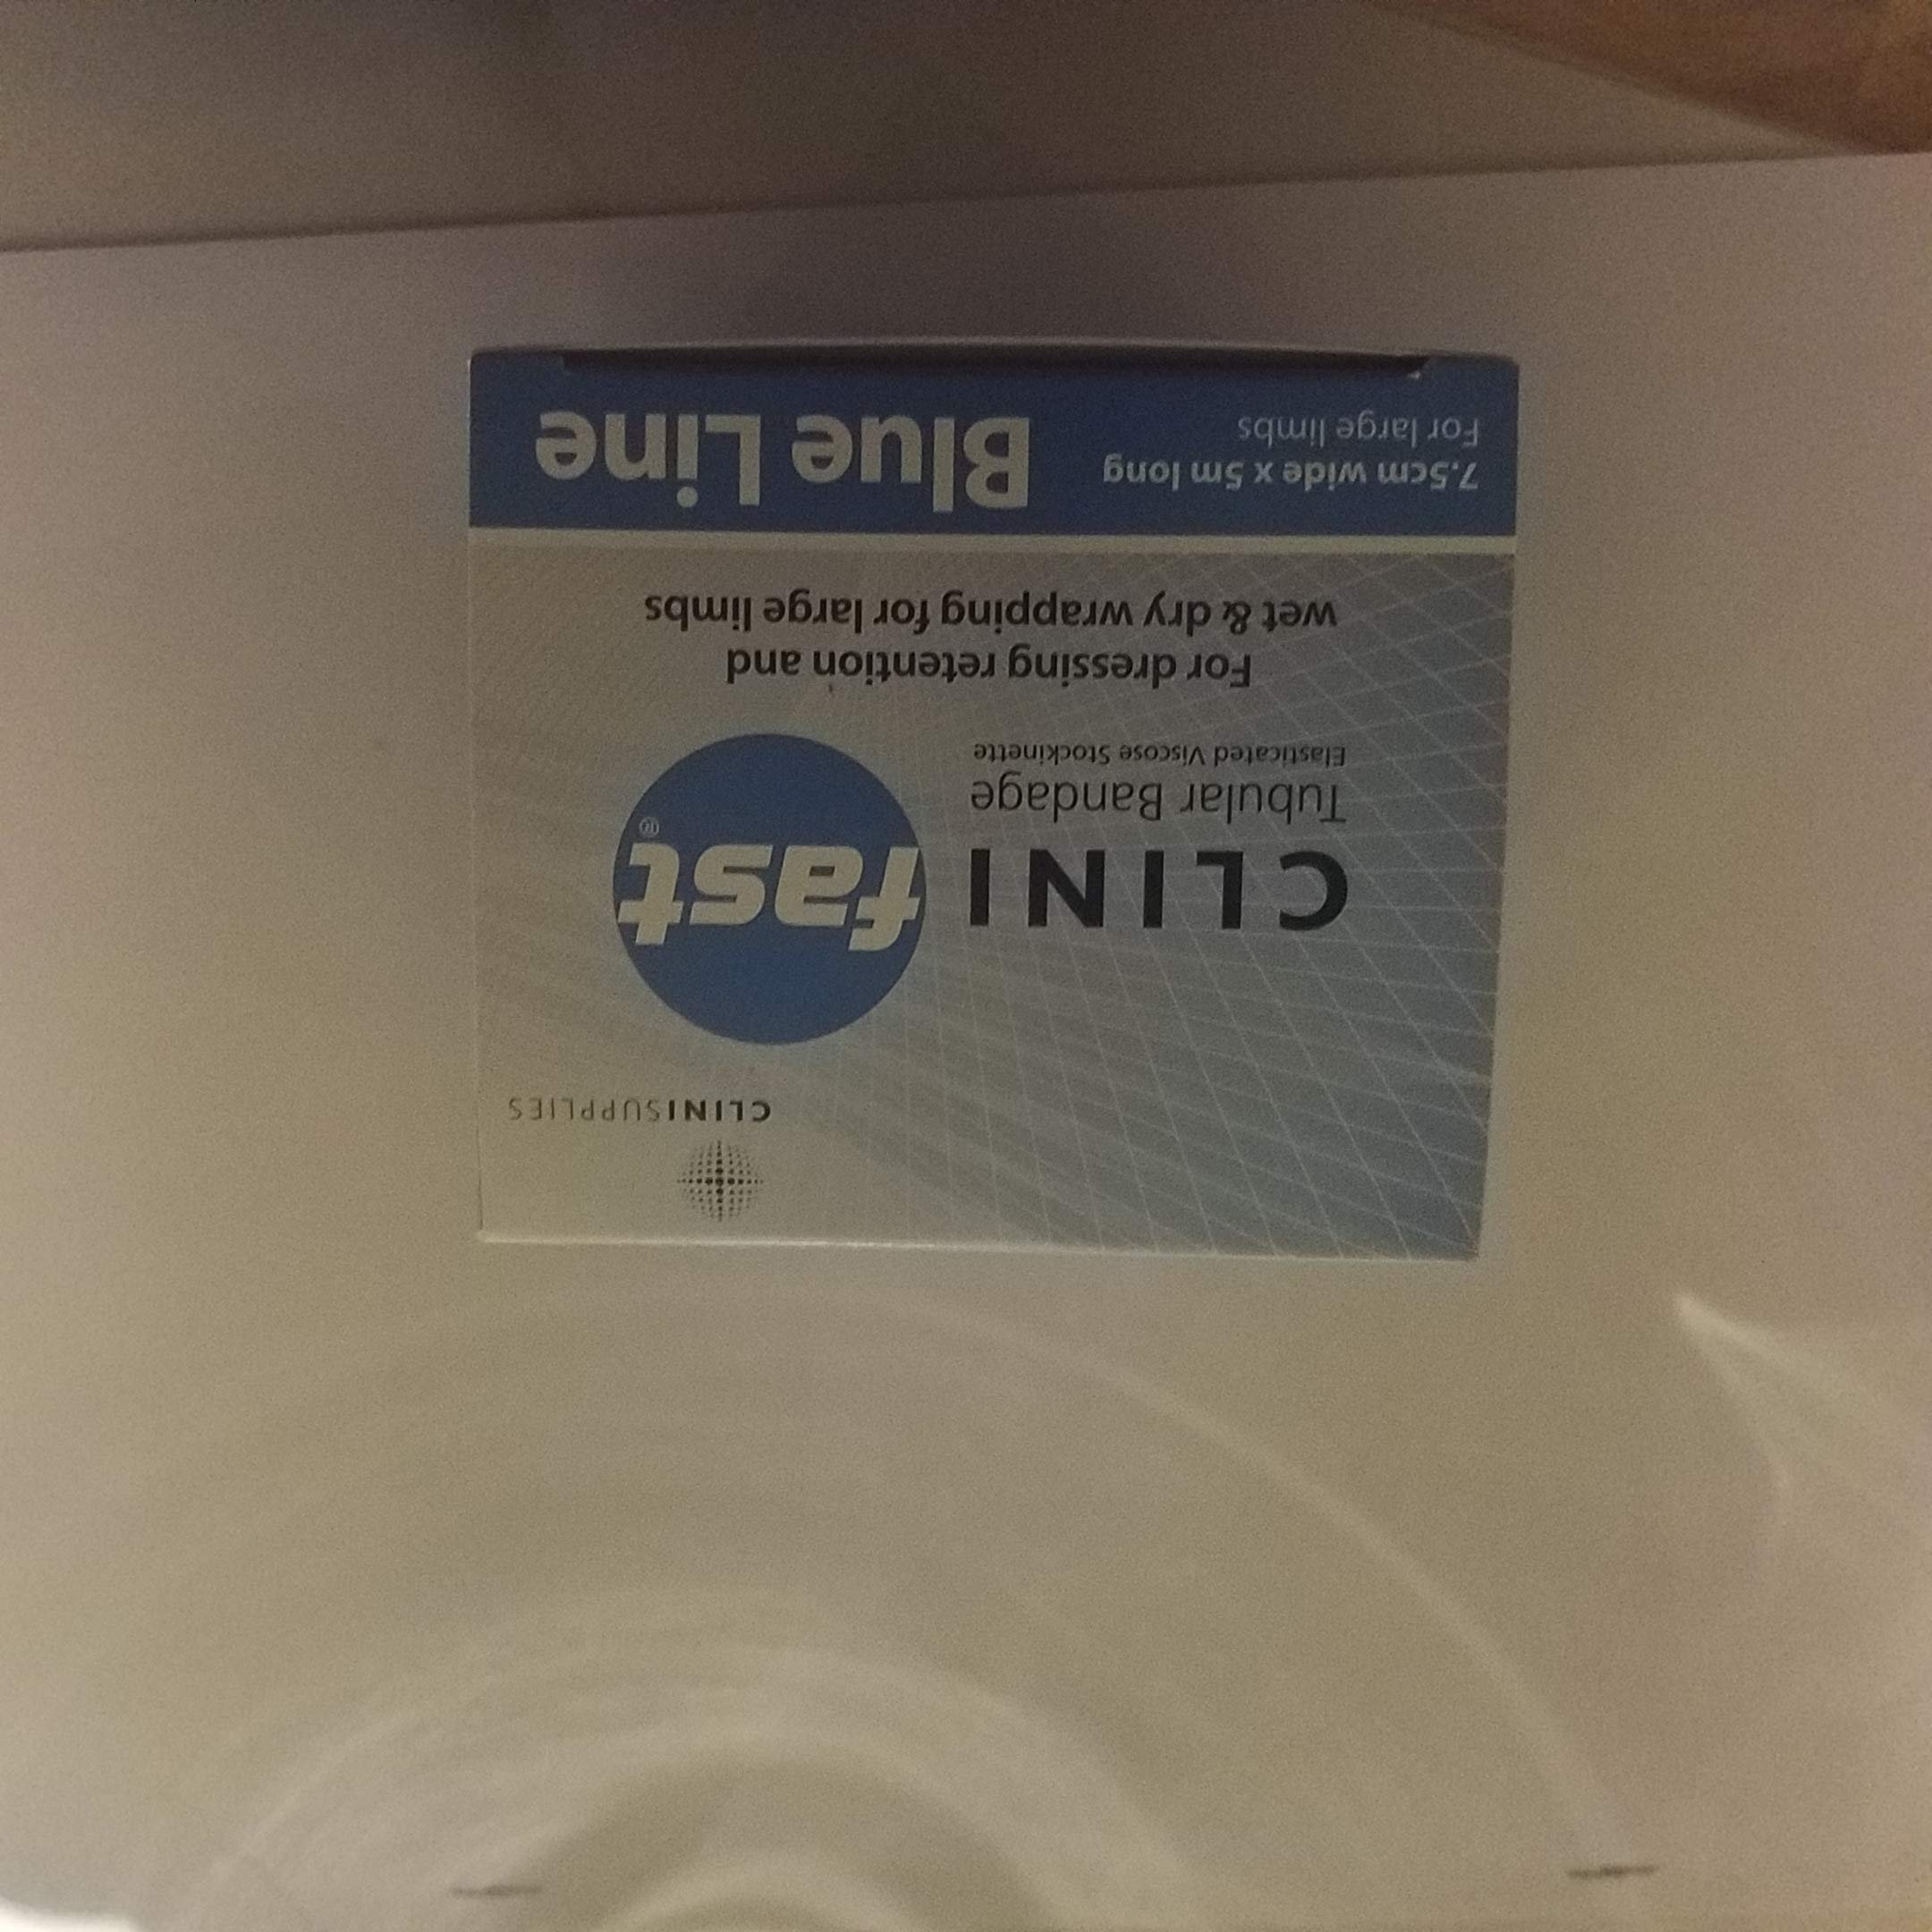 CLINISUPPLIES
CLINI fast®
Tubular Bandage
Elasticated Viscose Stockinette
For dressing retention and
wet & dry wrapping for large limbs
7.5cm wide x 5m long
For large limbs
Blue Line